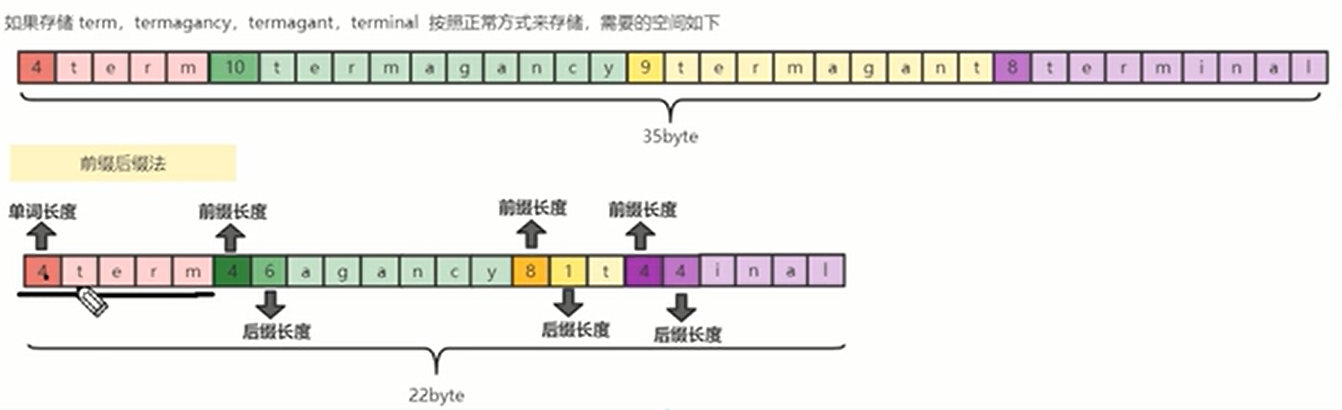 如果存储 term，termagancy，termagant，terminal 按照正常方式来存储，需要的空间如下
4 t e r m 10 t e r m a g a n c y 9 t e r m a g a n t 8 t e r m i n a l
35byte
前缀后缀法
单词长度 前缀长度 前缀长度 前缀长度
4 t e r m 4 6 a g a n c y 8 1 t 4 4 i n a l
后缀长度 后缀长度 后缀长度
22byte